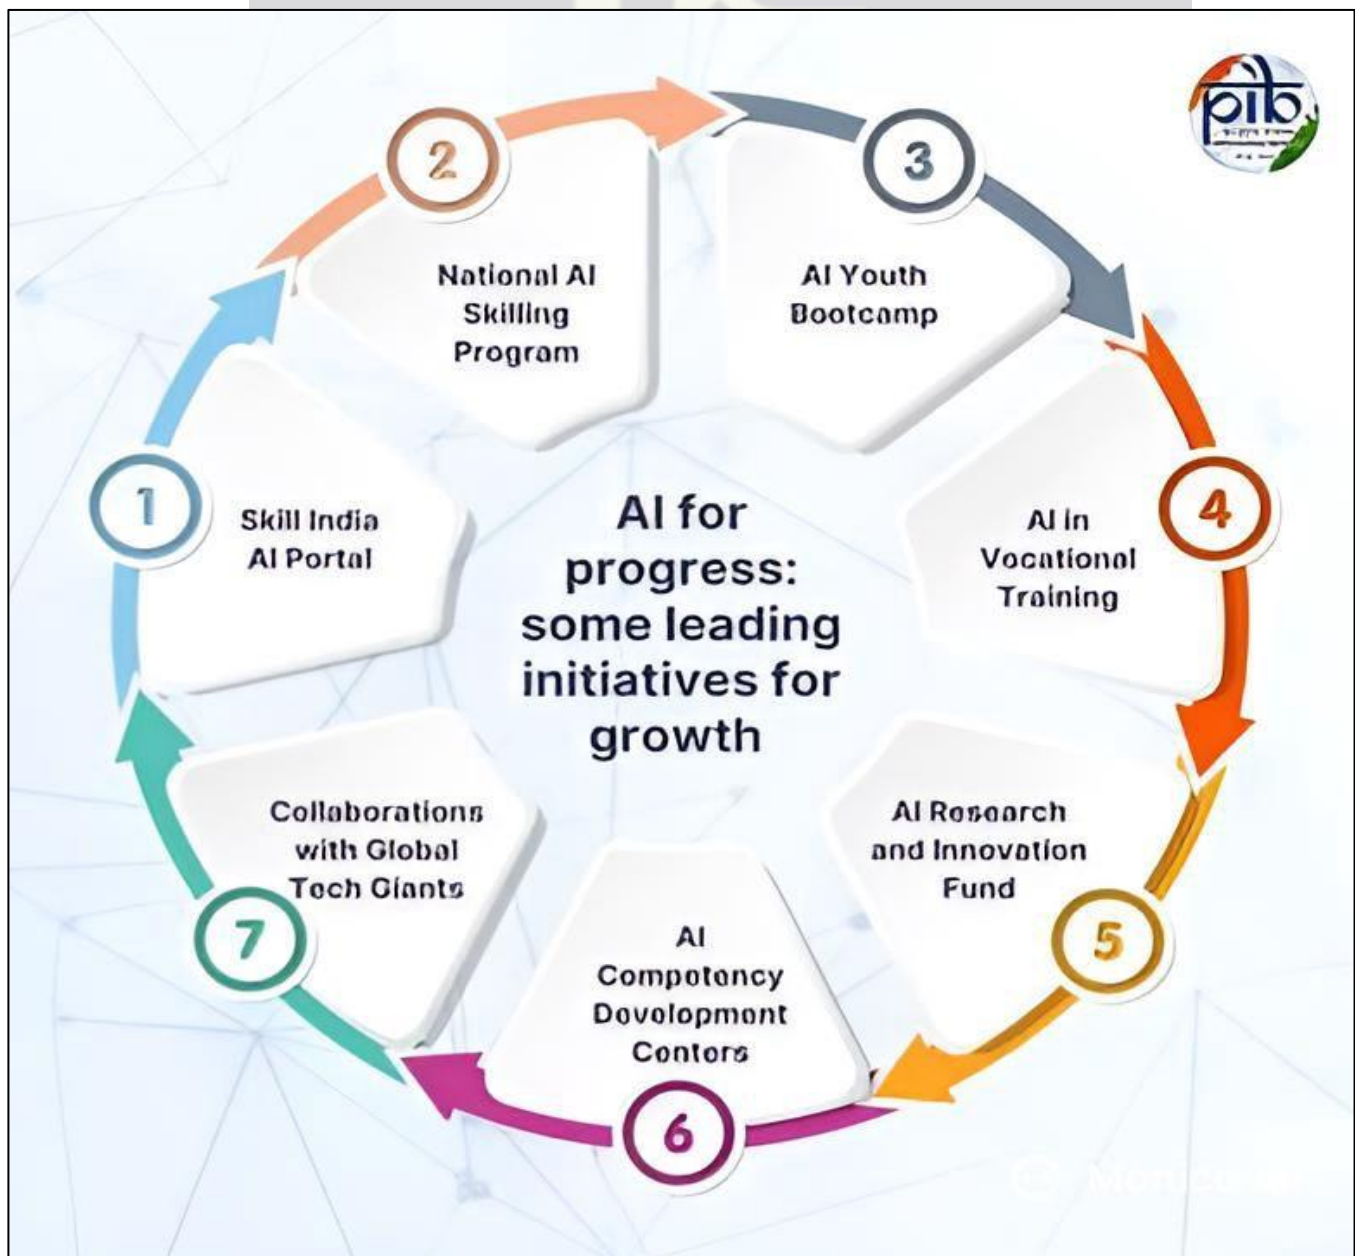 pib
2
3
National AI
Skilling
Program
AI Youth
Bootcamp
1
Skill India
AI Portal
AI for
progress:
some leading
initiatives for
growth
4
AI in
Vocational
Training
7
Collaborations
with Global
Tech Giants
AI Research
and Innovation
Fund
5
AI
Competency
Development
Centers
6